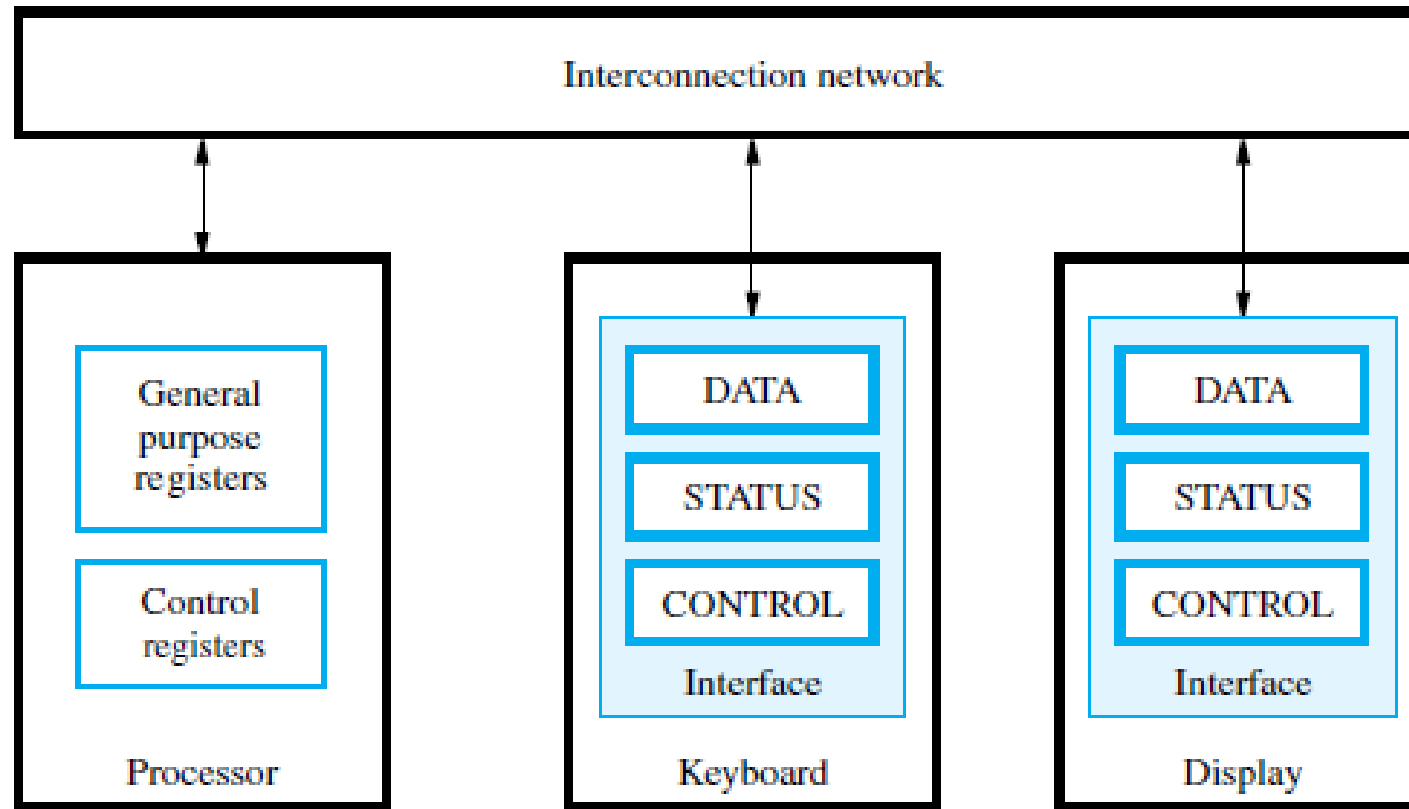 Interconnection network
General
purpose
registers
Control
registers
Processor
DATA
STATUS
CONTROL
Interface
Keyboard
DATA
STATUS
CONTROL
Interface
Display